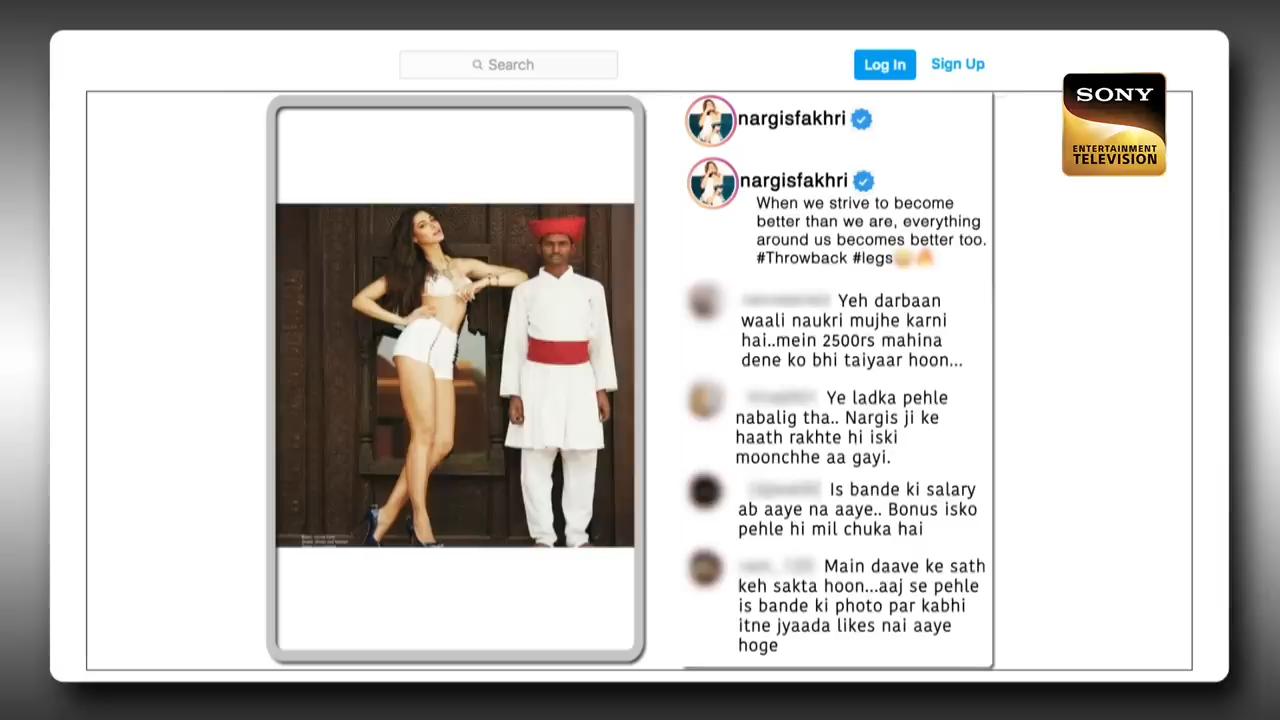 Search
Log In
Sign Up
SONY
ENTERTAINMENT
TELEVISION
nargisfakhri
nargisfakhri
When we strive to become
better than we are, everything
around us becomes better too.
#Throwback #legs
Yeh darbaan
waali naukri mujhe karni
hai..mein 2500rs mahina
dene ko bhi taiyaar hoon...
Ye ladka pehle
nabalig tha.. Nargis ji ke
haath rakhte hi iski
moonchhe aa gayi.
Is bande ki salary
ab aaye na aaye.. Bonus isko
pehle hi mil chuka hai
Main daave ke sath
keh sakta hoon...aaj se pehle
is bande ki photo par kabhi
itne jyaada likes nai aaye
hoge